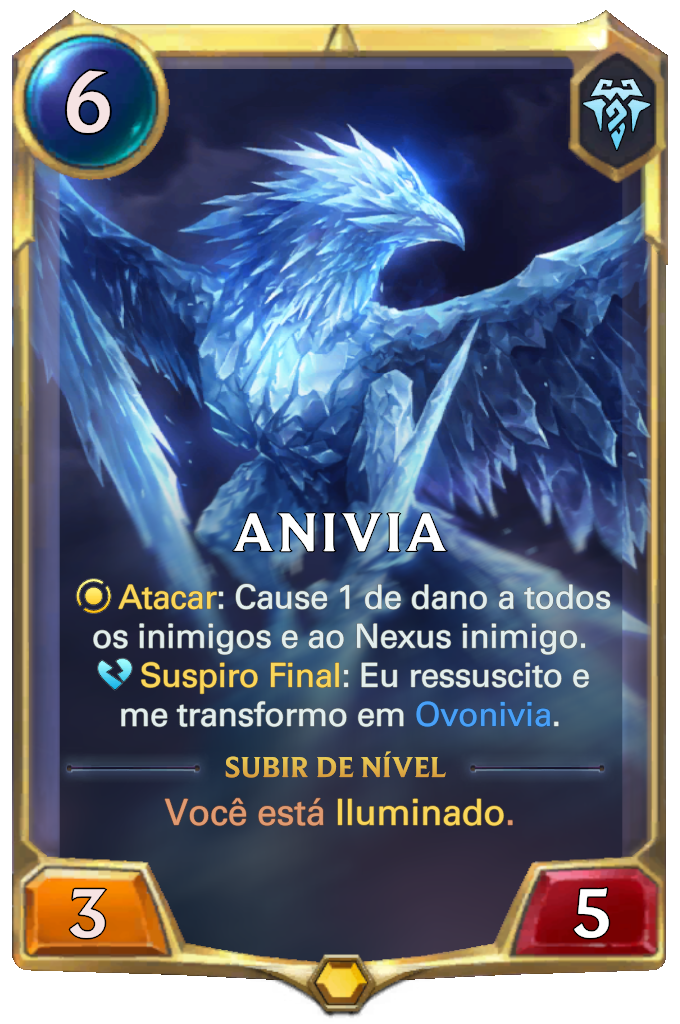 6
ANIVIA
Atacar: Cause 1 de dano a todos
os inimigos e ao Nexus inimigo.
Suspiro Final: Eu ressuscito e
me transformo em Ovonivia.
SUBIR DE NÍVEL
Você está Iluminado.
3
5